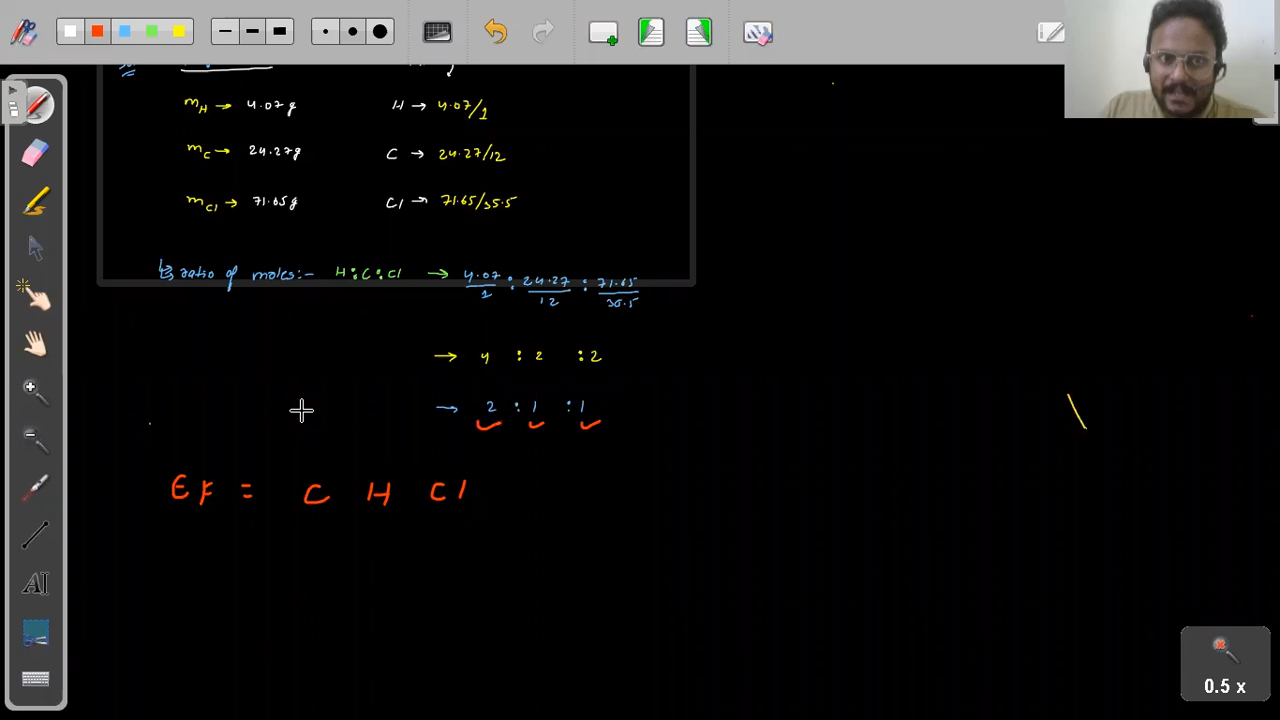 mH → 4.07g H → 4.07/1
mC → 24.27g C → 24.27/12
mCl → 71.65g Cl → 71.65/35.5
↳ ratio of moles:- H:C:Cl → 4.07/1 : 24.27/12 : 71.65/35.5
→ 4 : 2 : 2
→ 2 : 1 : 1
EF = C H Cl
AI
0.5 x